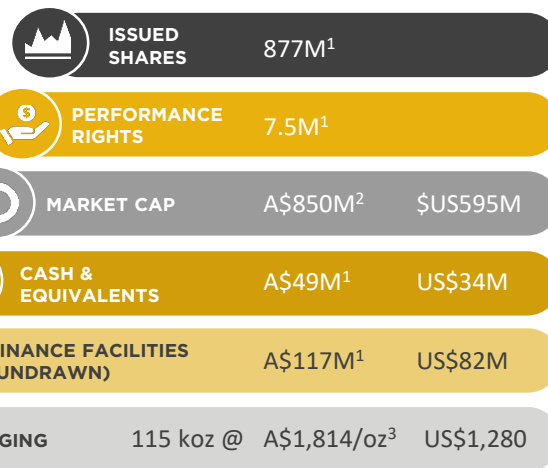 ISSUED
SHARES 877M¹
PERFORMANCE
RIGHTS 7.5M¹
MARKET CAP A$850M² $US595M
CASH &
EQUIVALENTS A$49M¹ US$34M
INANCE FACILITIES
UNDRAWN) A$117M¹ US$82M
GING 115 koz @ A$1,814/oz³ US$1,280